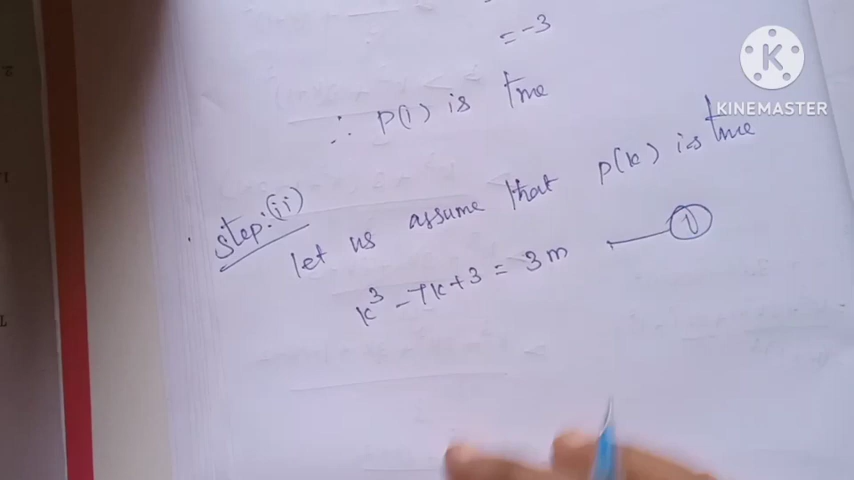 = -3
∴ P(1) is true
step:(ii)
let us assume that p(k) is true
k³ - 7k + 3 = 3m — ①
K
KINEMASTER